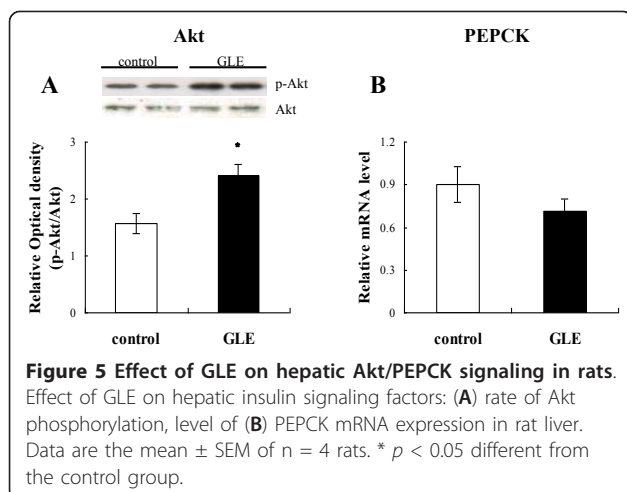 Akt
PEPCK
control GLE
A
p-Akt
Akt
B
Relative Optical density
(p-Akt/Akt)
3
2
1
0
*
control GLE
Relative mRNA level
1.2
0.9
0.6
0.3
0
control GLE
Figure 5 Effect of GLE on hepatic Akt/PEPCK signaling in rats.
Effect of GLE on hepatic insulin signaling factors: (A) rate of Akt
phosphorylation, level of (B) PEPCK mRNA expression in rat liver.
Data are the mean ± SEM of n = 4 rats. * p < 0.05 different from
the control group.